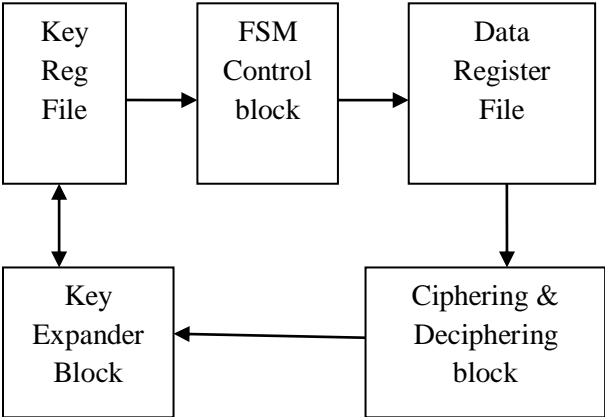 Key
Reg
File
FSM
Control
block
Data
Register
File
Key
Expander
Block
Ciphering &
Deciphering
block